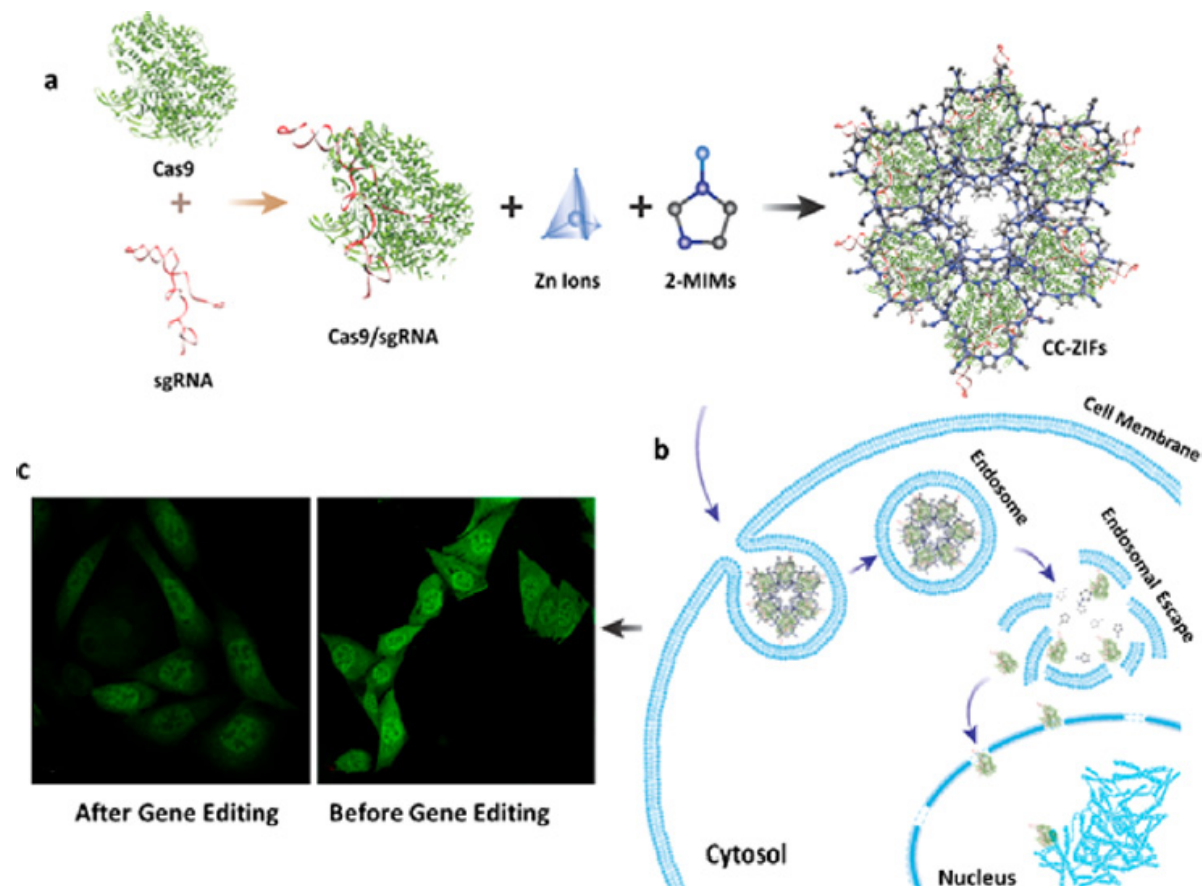 a
Cas9
+
sgRNA
Cas9/sgRNA
+
Zn Ions
+
2-MIMs
CC-ZIFs
b
Cell Membrane
Endosome
Endosomal Escape
Cytosol
Nucleus
c
After Gene Editing
Before Gene Editing